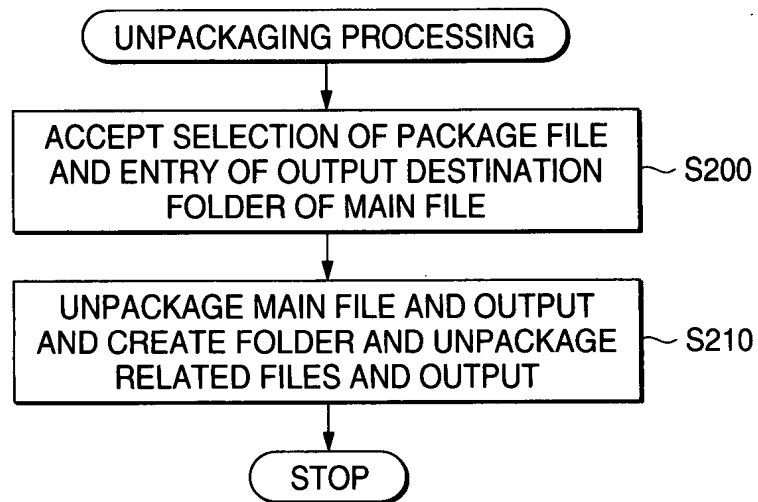 UNPACKAGING PROCESSING
ACCEPT SELECTION OF PACKAGE FILE
AND ENTRY OF OUTPUT DESTINATION
FOLDER OF MAIN FILE
S200
UNPACKAGE MAIN FILE AND OUTPUT
AND CREATE FOLDER AND UNPACKAGE
RELATED FILES AND OUTPUT
S210
STOP